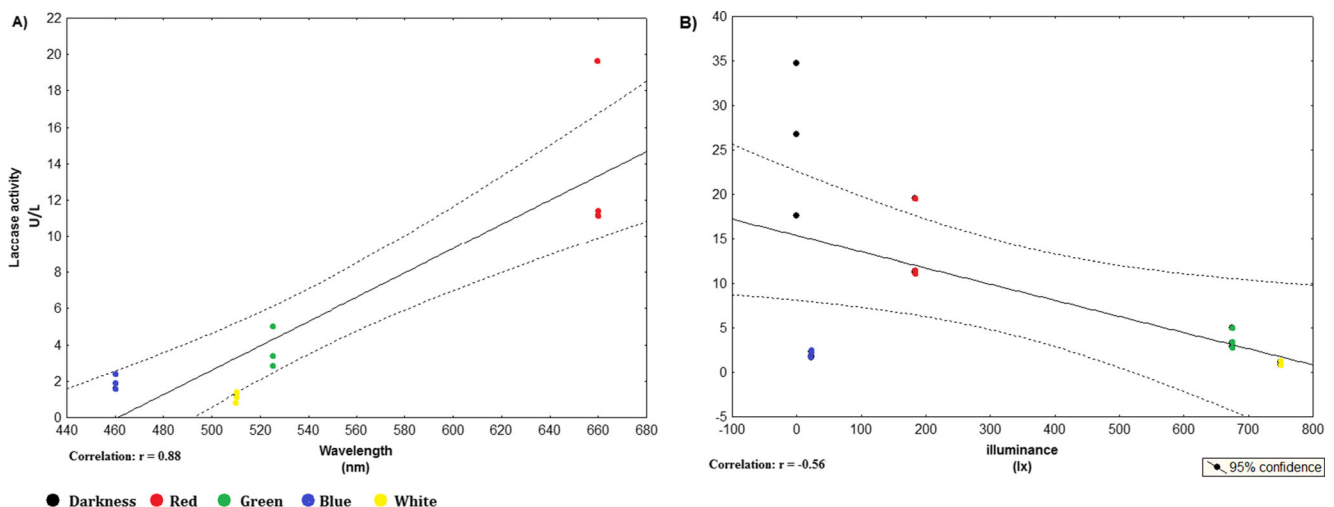 A)
22
20
18
16
14
12
10
8
6
4
2
0
Laccase activity
U/L
440 460 480 500 520 540 560 580 600 620 640 660 680
Wavelength
(nm)
Correlation: r = 0.88
B)
40
35
30
25
20
15
10
5
0
-5
-100 0 100 200 300 400 500 600 700 800
illuminance
(lx)
Correlation: r = -0.56
95% confidence
Darkness Red Green Blue White